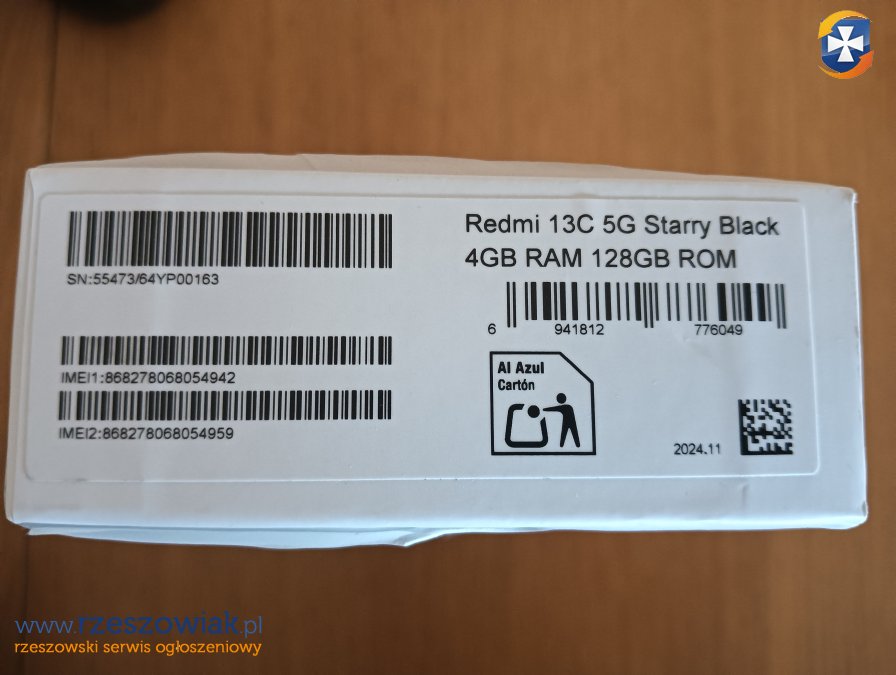 SN:55473/64YP00163
IMEI1:868278068054942
IMEI2:868278068054959
Redmi 13C 5G Starry Black
4GB RAM 128GB ROM
6 941812 776049
Al Azul
Cartón
2024.11
www.rzeszowiak.pl
rzeszowski serwis ogłoszeniowy